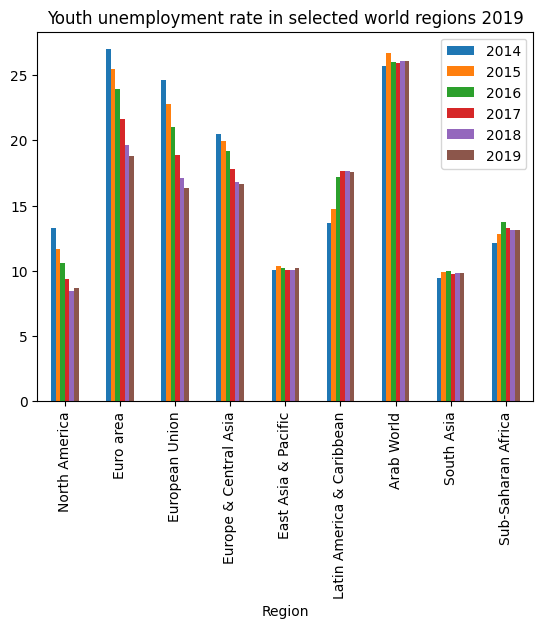 Youth unemployment rate in selected world regions 2019
2014
2015
2016
2017
2018
2019
25
20
15
10
5
0
North America
Euro area
European Union
Europe & Central Asia
East Asia & Pacific
Latin America & Caribbean
Arab World
South Asia
Sub-Saharan Africa
Region